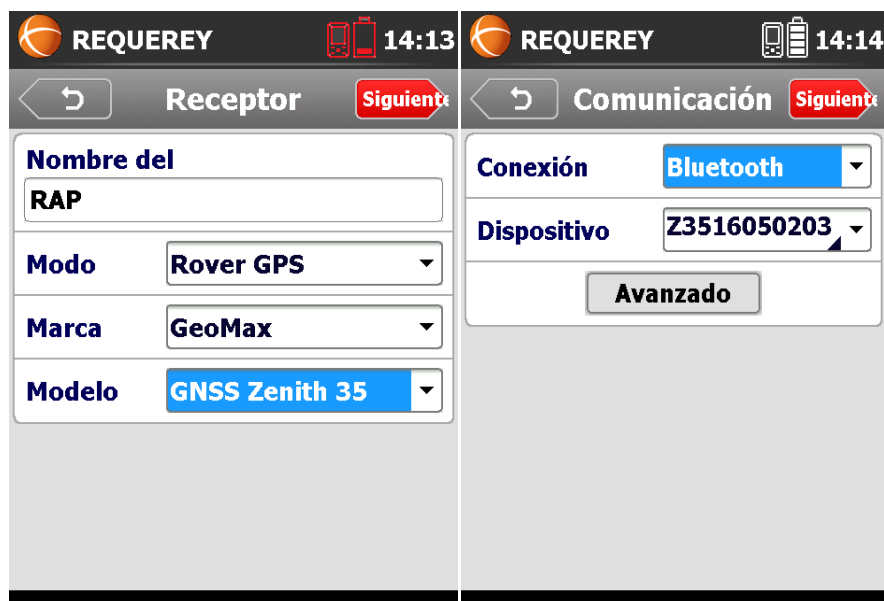 REQUEREY 14:13
Receptor Siguiente
Nombre del
RAP
Modo Rover GPS
Marca GeoMax
Modelo GNSS Zenith 35
REQUEREY 14:14
Comunicación Siguiente
Conexión Bluetooth
Dispositivo Z3516050203
Avanzado